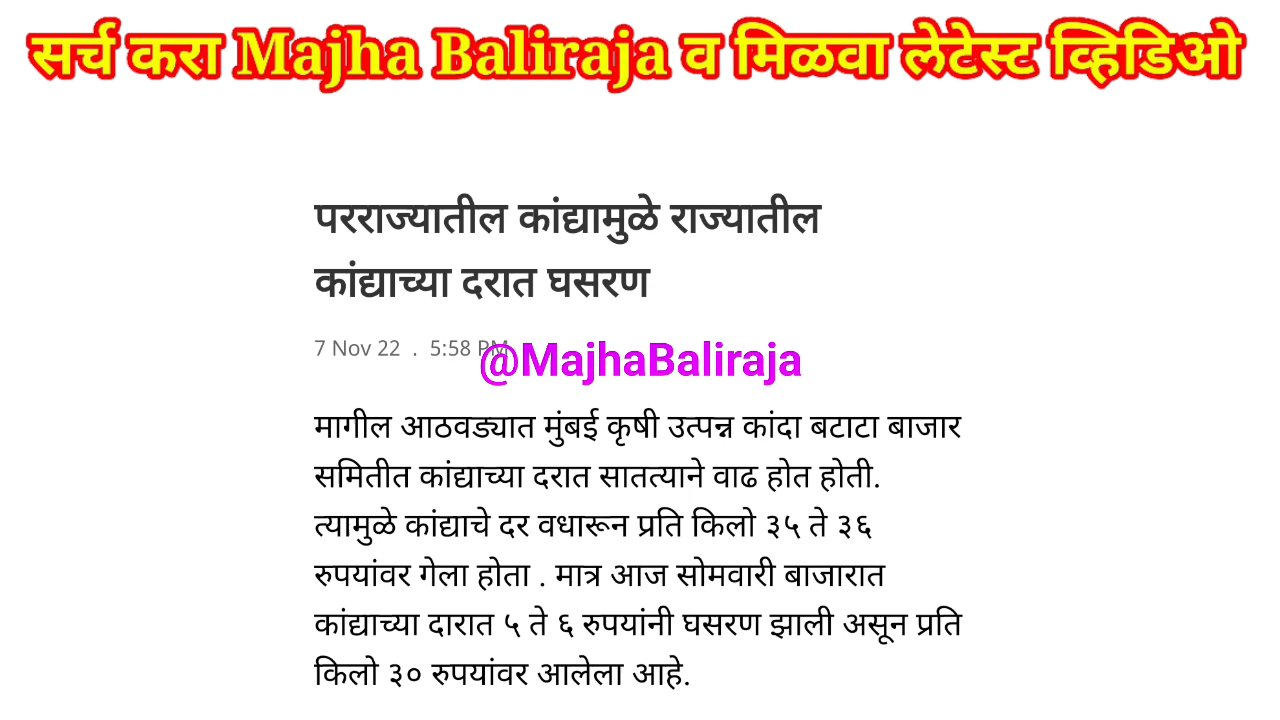 सर्च करा Majha Baliraja व मिळवा लेटेस्ट व्हिडिओ
परराज्यातील कांद्यामुळे राज्यातील
कांद्याच्या दरात घसरण
7 Nov 22 . 5:58 PM
@MajhaBaliraja
मागील आठवड्यात मुंबई कृषी उत्पन्न कांदा बटाटा बाजार
समितीत कांद्याच्या दरात सातत्याने वाढ होत होती.
त्यामुळे कांद्याचे दर वधारून प्रति किलो ३५ ते ३६
रुपयांवर गेला होता . मात्र आज सोमवारी बाजारात
कांद्याच्या दारात ५ ते ६ रुपयांनी घसरण झाली असून प्रति
किलो ३० रुपयांवर आलेला आहे.